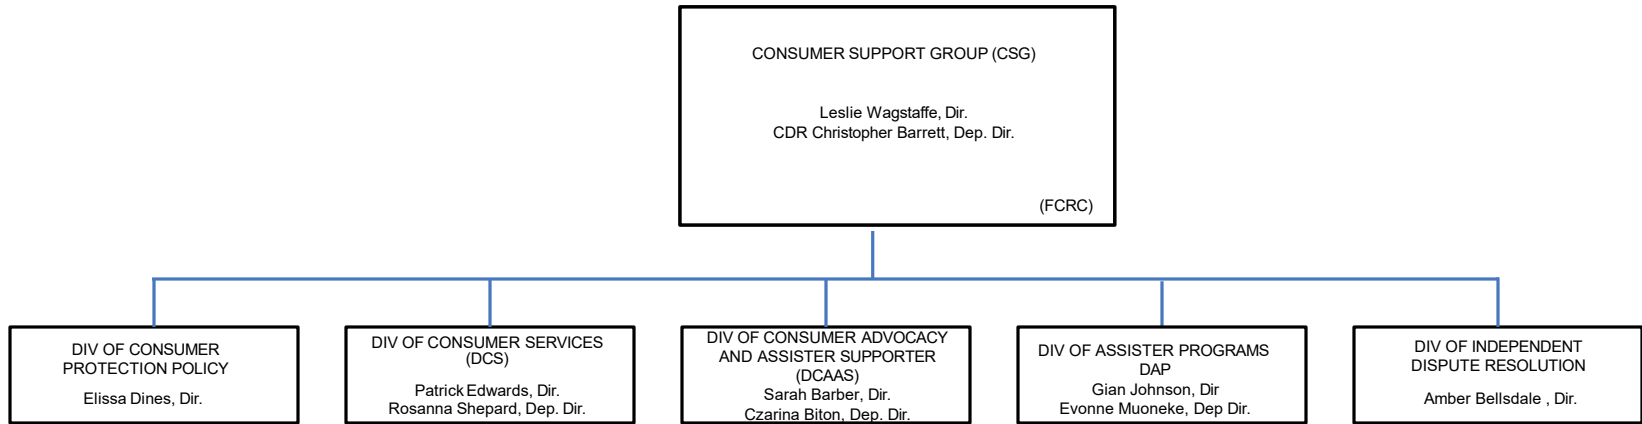 CONSUMER SUPPORT GROUP (CSG)
Leslie Wagstaffe, Dir.
CDR Christopher Barrett, Dep. Dir.
(FCRC)
DIV OF CONSUMER
PROTECTION POLICY
Elissa Dines, Dir.
DIV OF CONSUMER SERVICES
(DCS)
Patrick Edwards, Dir.
Rosanna Shepard, Dep. Dir.
DIV OF CONSUMER ADVOCACY
AND ASSISTER SUPPORTER
(DCAAS)
Sarah Barber, Dir.
Czarina Biton, Dep. Dir.
DIV OF ASSISTER PROGRAMS
DAP
Gian Johnson, Dir
Evonne Muoneke, Dep Dir.
DIV OF INDEPENDENT
DISPUTE RESOLUTION
Amber Bellsdale , Dir.